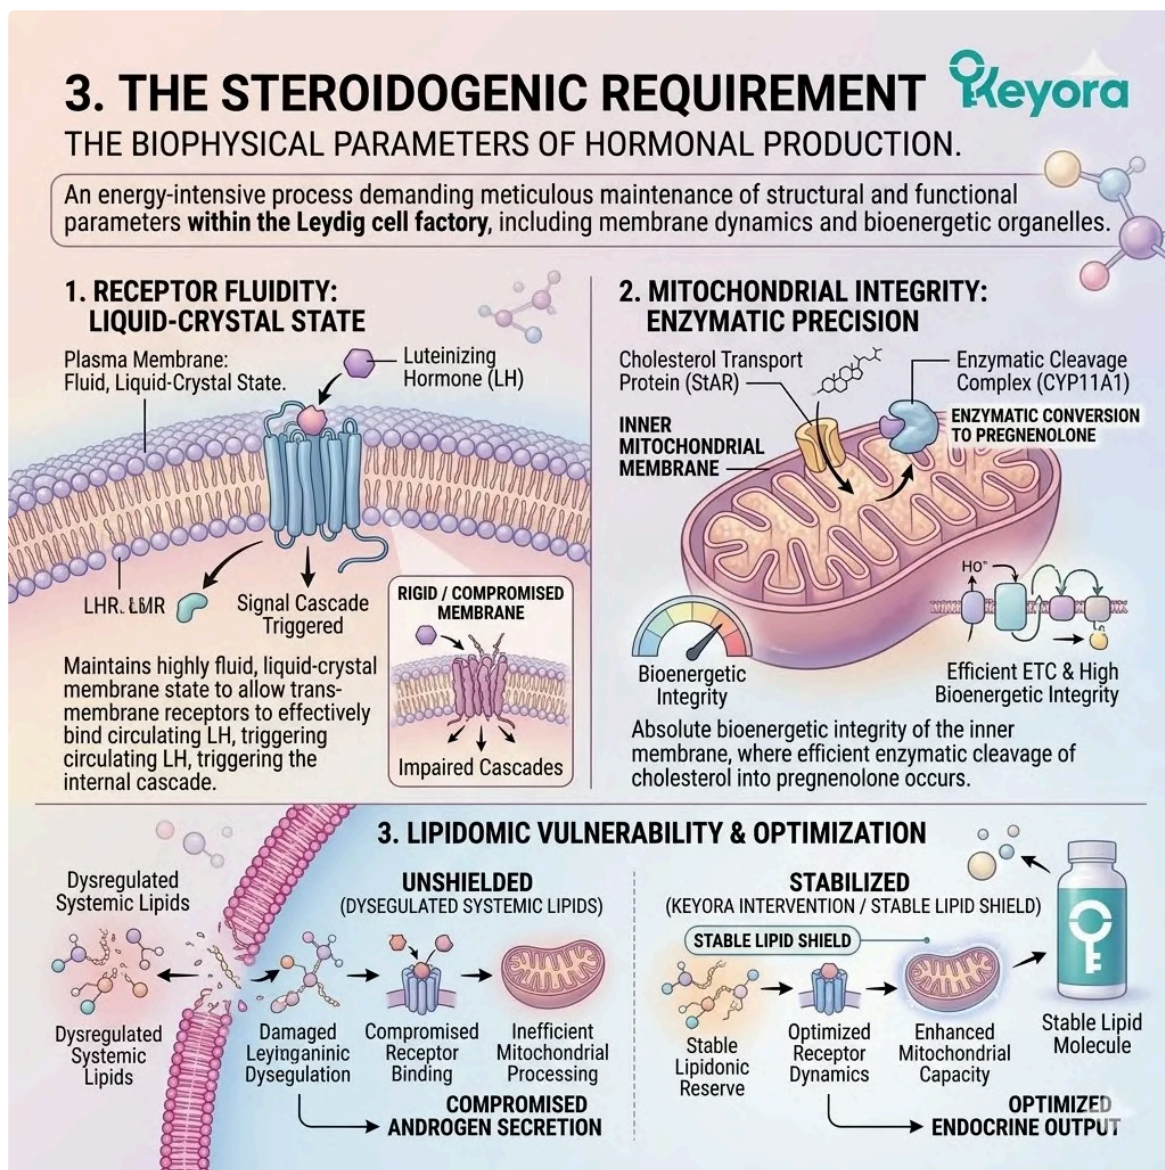 3. THE STEROIDOGENIC REQUIREMENT
Keyora
THE BIOPHYSICAL PARAMETERS OF HORMONAL PRODUCTION.
An energy-intensive process demanding meticulous maintenance of structural and functional
parameters within the Leydig cell factory, including membrane dynamics and bioenergetic organelles.
1. RECEPTOR FLUIDITY:
LIQUID-CRYSTAL STATE
Plasma Membrane:
Fluid, Liquid-Crystal State.
Luteinizing
Hormone (LH)
LHR.
Signal Cascade
Triggered
RIGID / COMPROMISED
MEMBRANE
Impaired Cascades
Maintains highly fluid, liquid-crystal
membrane state to allow trans-
membrane receptors to effectively
bind circulating LH, triggering
circulating LH, triggering the
internal cascade.
2. MITOCHONDRIAL INTEGRITY:
ENZYMATIC PRECISION
Cholesterol Transport
Protein (StAR)
Enzymatic Cleavage
Complex (CYP11A1)
INNER
MITOCHONDRIAL
MEMBRANE
ENZYMATIC CONVERSION
TO PREGNENOLONE
HO⁻
Bioenergetic
Integrity
Efficient ETC & High
Bioenergetic Integrity
Absolute bioenergetic integrity of the inner
membrane, where efficient enzymatic cleavage of
cholesterol into pregnenolone occurs.
3. LIPIDOMIC VULNERABILITY & OPTIMIZATION
Dysregulated
Systemic Lipids
UNSHIELDED
(DYSEGULATED SYSTEMIC LIPIDS)
Dysregulated
Systemic
Lipids
Damaged
Leyinganinic
Dysegulation
Compromised
Receptor
Binding
Inefficient
Mitochondrial
Processing
COMPROMISED
ANDROGEN SECRETION
STABILIZED
(KEYORA INTERVENTION / STABLE LIPID SHIELD)
STABLE LIPID SHIELD
Stable
Lipidonic
Reserve
Optimized
Receptor
Dynamics
Enhanced
Mitochondrial
Capacity
Stable Lipid
Molecule
OPTIMIZED
ENDOCRINE OUTPUT